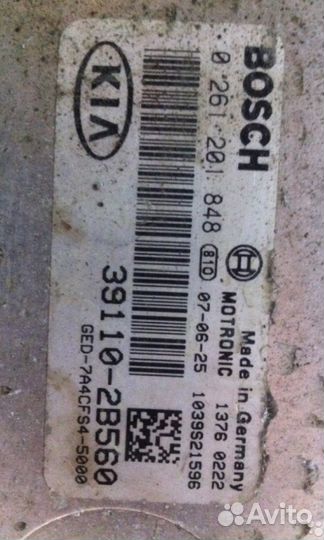 BOSCH
0 261 201 848 81D
Made in Germany
MOTRONIC 1376 0222
07-06-25 1039S21596
KIA
39110-2B560
GED-7A4CFS4-5000
Avito